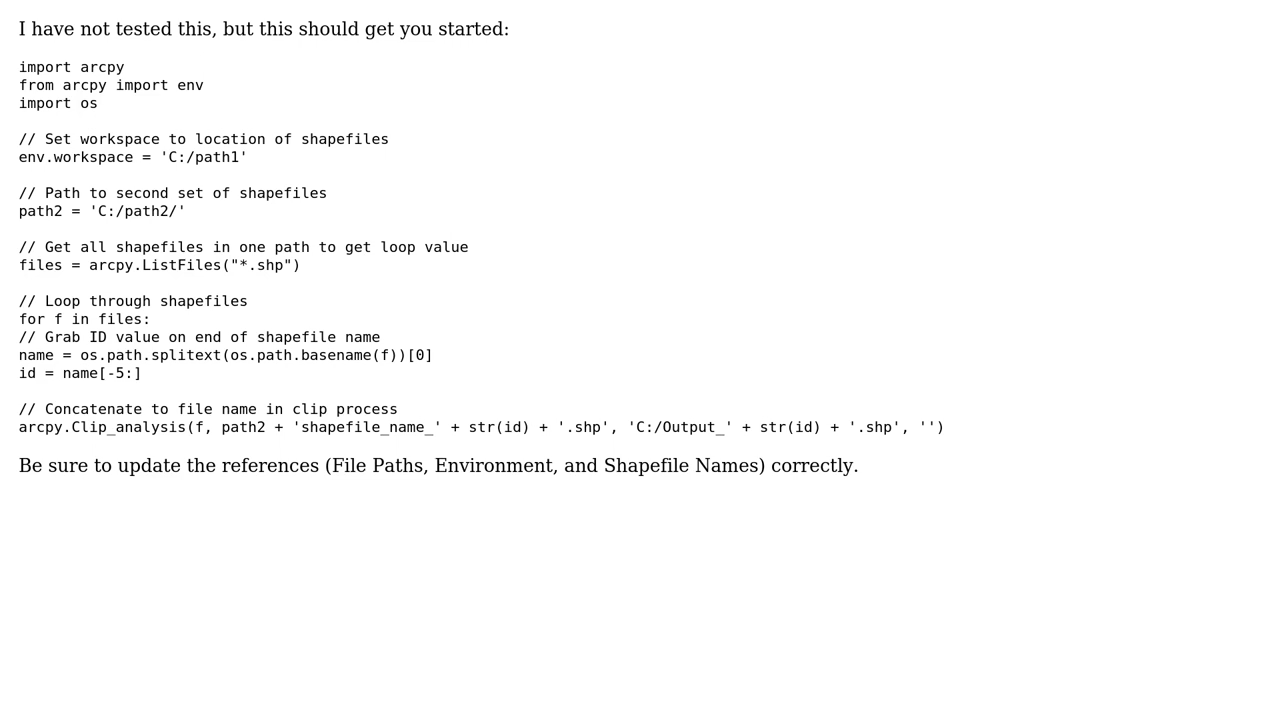 I have not tested this, but this should get you started:
import arcpy
from arcpy import env
import os
// Set workspace to location of shapefiles
env.workspace = 'C:/path1'
// Path to second set of shapefiles
path2 = 'C:/path2/'
// Get all shapefiles in one path to get loop value
files = arcpy.ListFiles("*.shp")
// Loop through shapefiles
for f in files:
// Grab ID value on end of shapefile name
name = os.path.splitext(os.path.basename(f))[0]
id = name[-5:]
// Concatenate to file name in clip process
arcpy.Clip_analysis(f, path2 + 'shapefile_name_' + str(id) + '.shp', 'C:/Output_' + str(id) + '.shp', '')
Be sure to update the references (File Paths, Environment, and Shapefile Names) correctly.